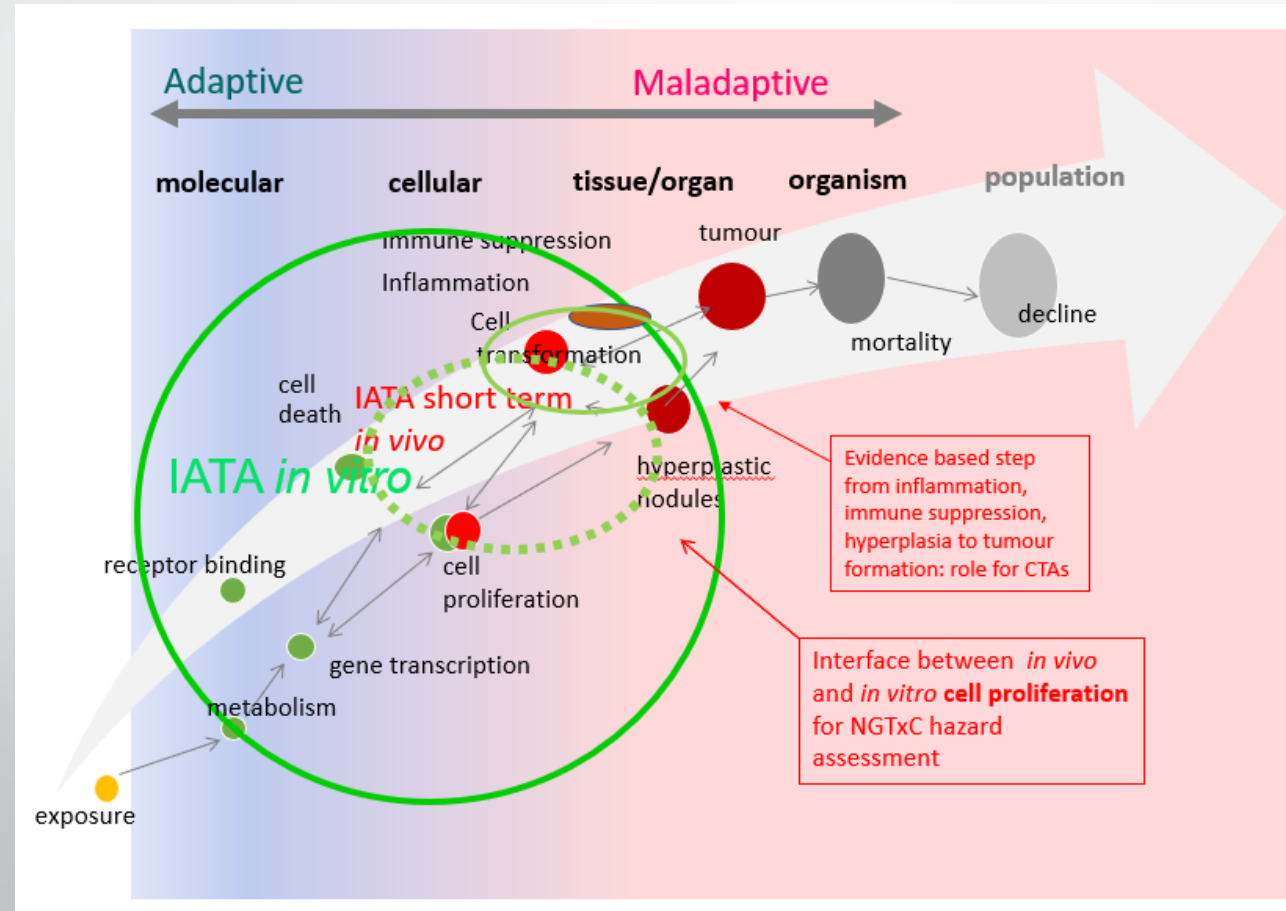 Adaptive
Maladaptive
molecular
cellular
tissue/organ
organism
population
Immune suppression
Inflammation
tumour
Cell
transformation
decline
mortality
cell
death
IATA short term
in vivo
IATA in vitro
hyperplastic
nodules
Evidence based step
from inflammation,
immune suppression,
hyperplasia to tumour
formation: role for CTAs
receptor binding
cell
proliferation
gene transcription
Interface between in vivo
and in vitro cell proliferation
for NGTxC hazard
assessment
metabolism
exposure